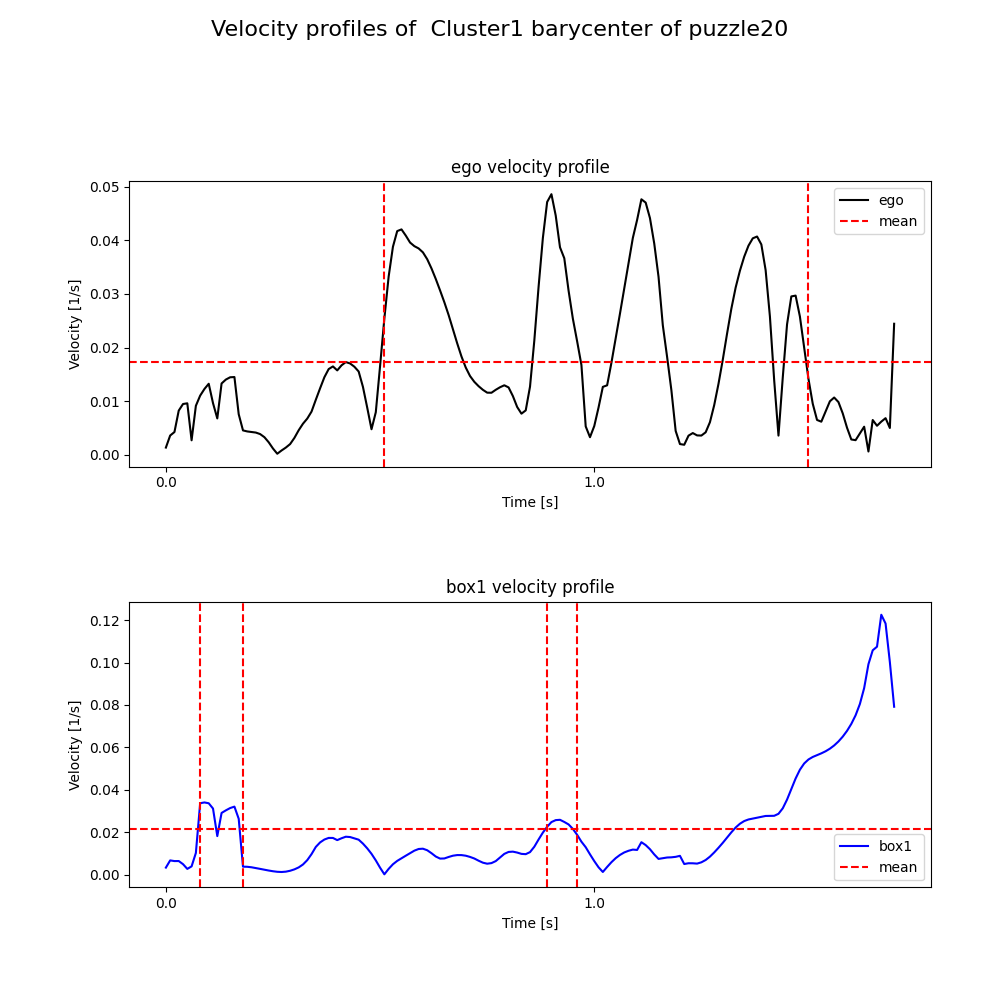 Velocity profiles of  Cluster1 barycenter of puzzle20
ego velocity profile
Velocity [1/s]
0.05
0.04
0.03
0.02
0.01
0.00
ego
mean
0.0 1.0
Time [s]
box1 velocity profile
Velocity [1/s]
0.12
0.10
0.08
0.06
0.04
0.02
0.00
box1
mean
0.0 1.0
Time [s]